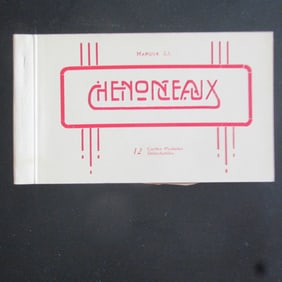 MARQUE L.L.
CHENONCEAUX
12 Cartes Postales
Détachables